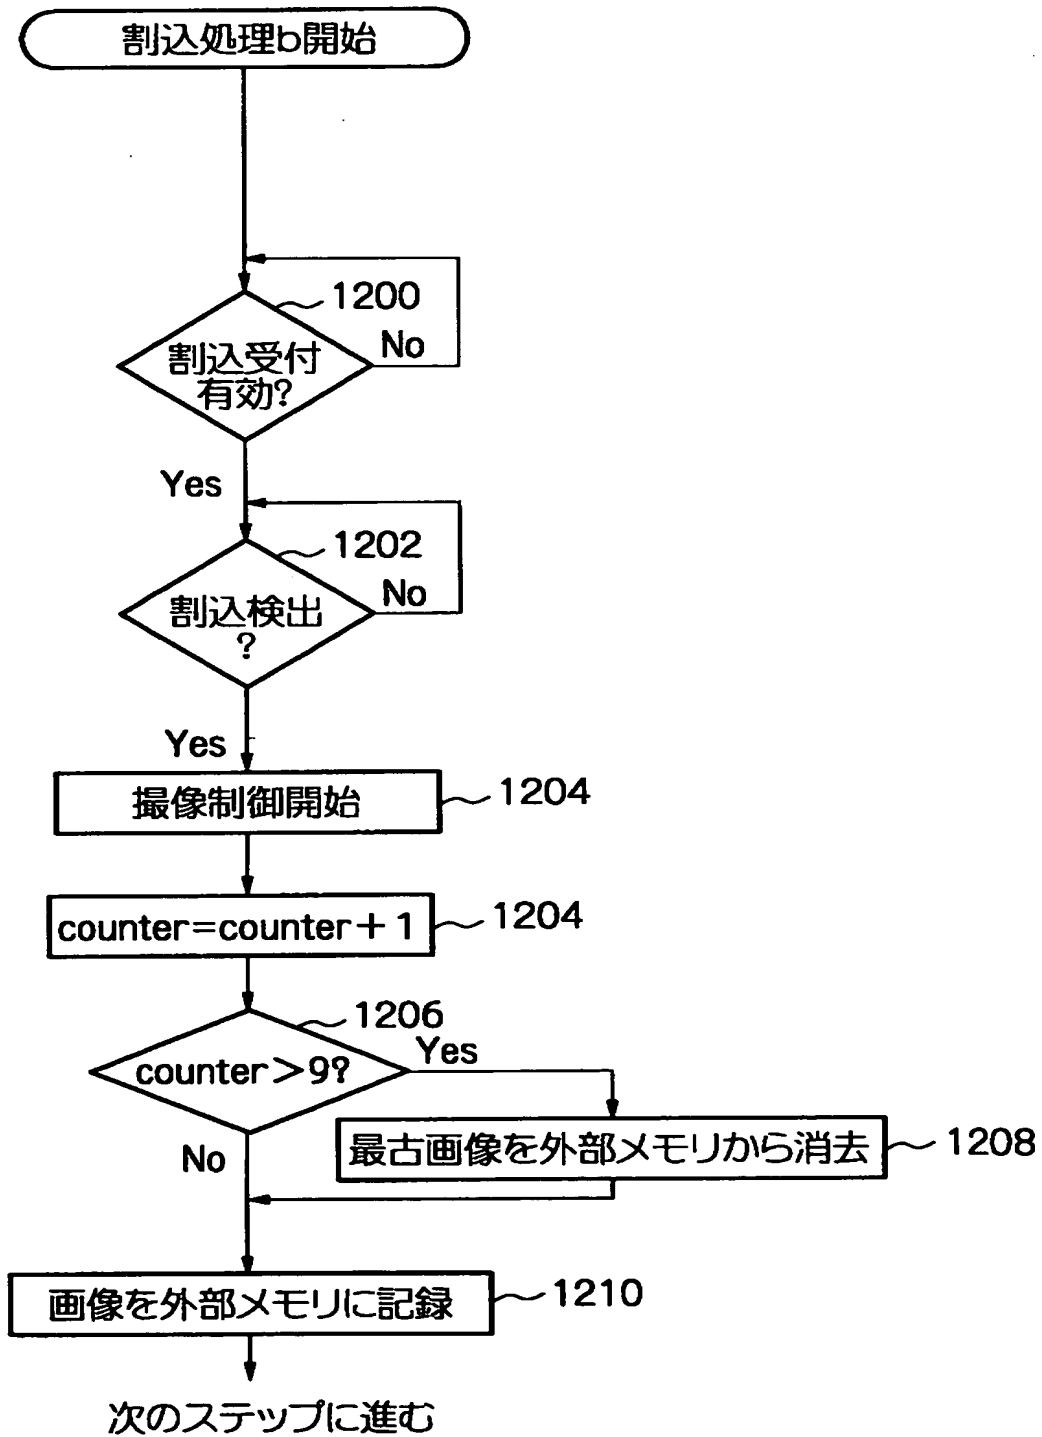 割込処理b開始
1200
割込受付
有効?
No
Yes
1202
割込検出
?
No
Yes
撮像制御開始
1204
counter=counter+1
1204
1206
counter>9?
Yes
No
最古画像を外部メモリから消去
1208
画像を外部メモリに記録
1210
次のステップに進む